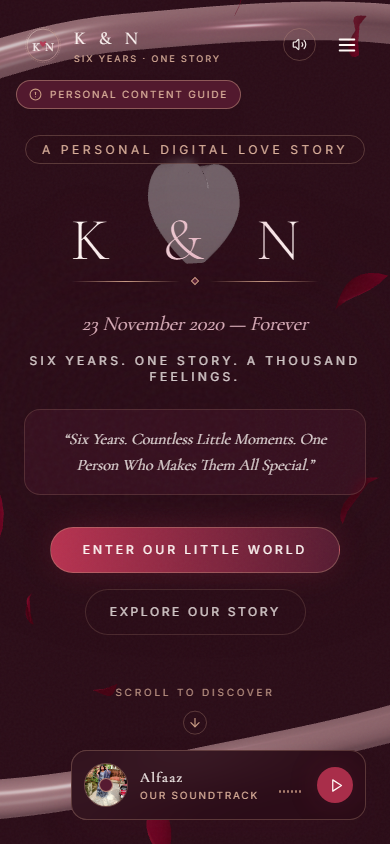 K N
K & N
SIX YEARS · ONE STORY
PERSONAL CONTENT GUIDE
A PERSONAL DIGITAL LOVE STORY
K & N
23 November 2020 — Forever
SIX YEARS. ONE STORY. A THOUSAND
FEELINGS.
“Six Years. Countless Little Moments. One
Person Who Makes Them All Special.”
ENTER OUR LITTLE WORLD
EXPLORE OUR STORY
SCROLL TO DISCOVER
Alfaaz
OUR SOUNDTRACK